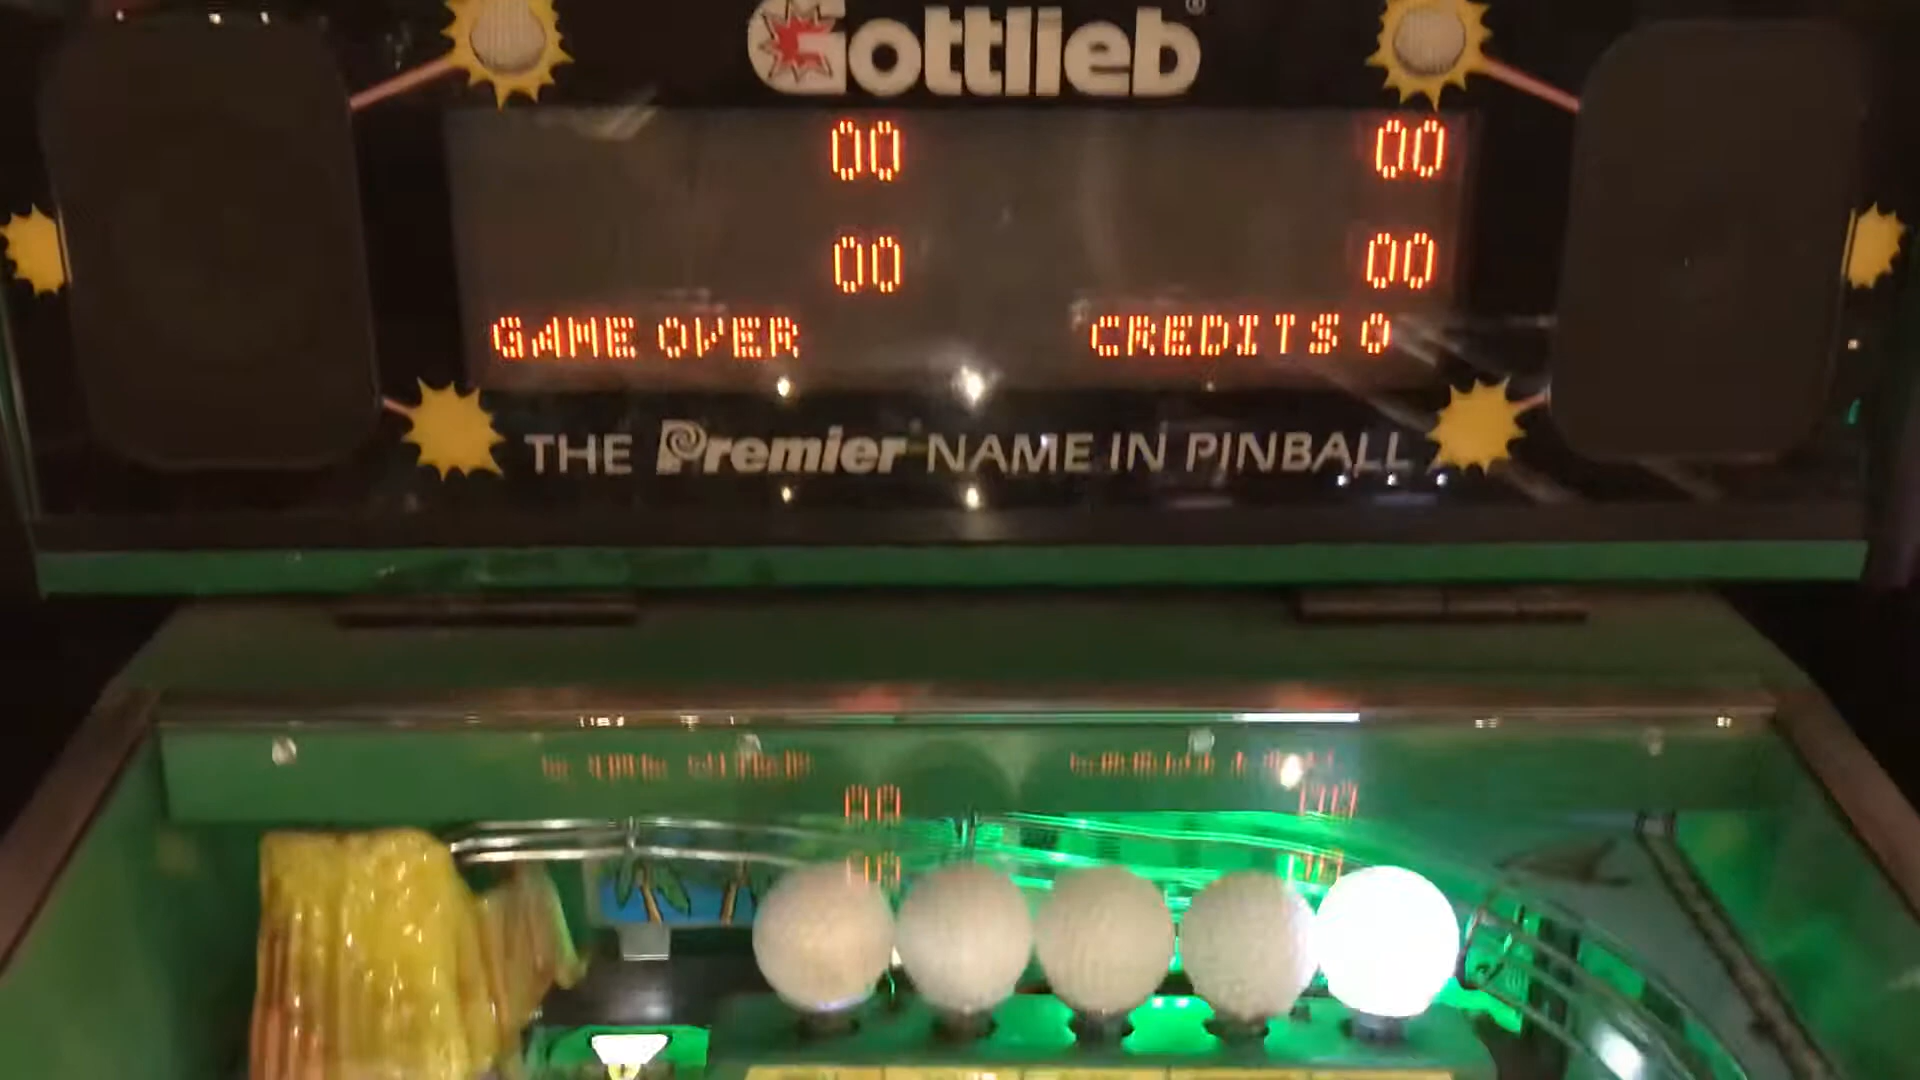 Gottlieb®
00 00
00 00
GAME OVER CREDITS 0
THE Premier NAME IN PINBALL